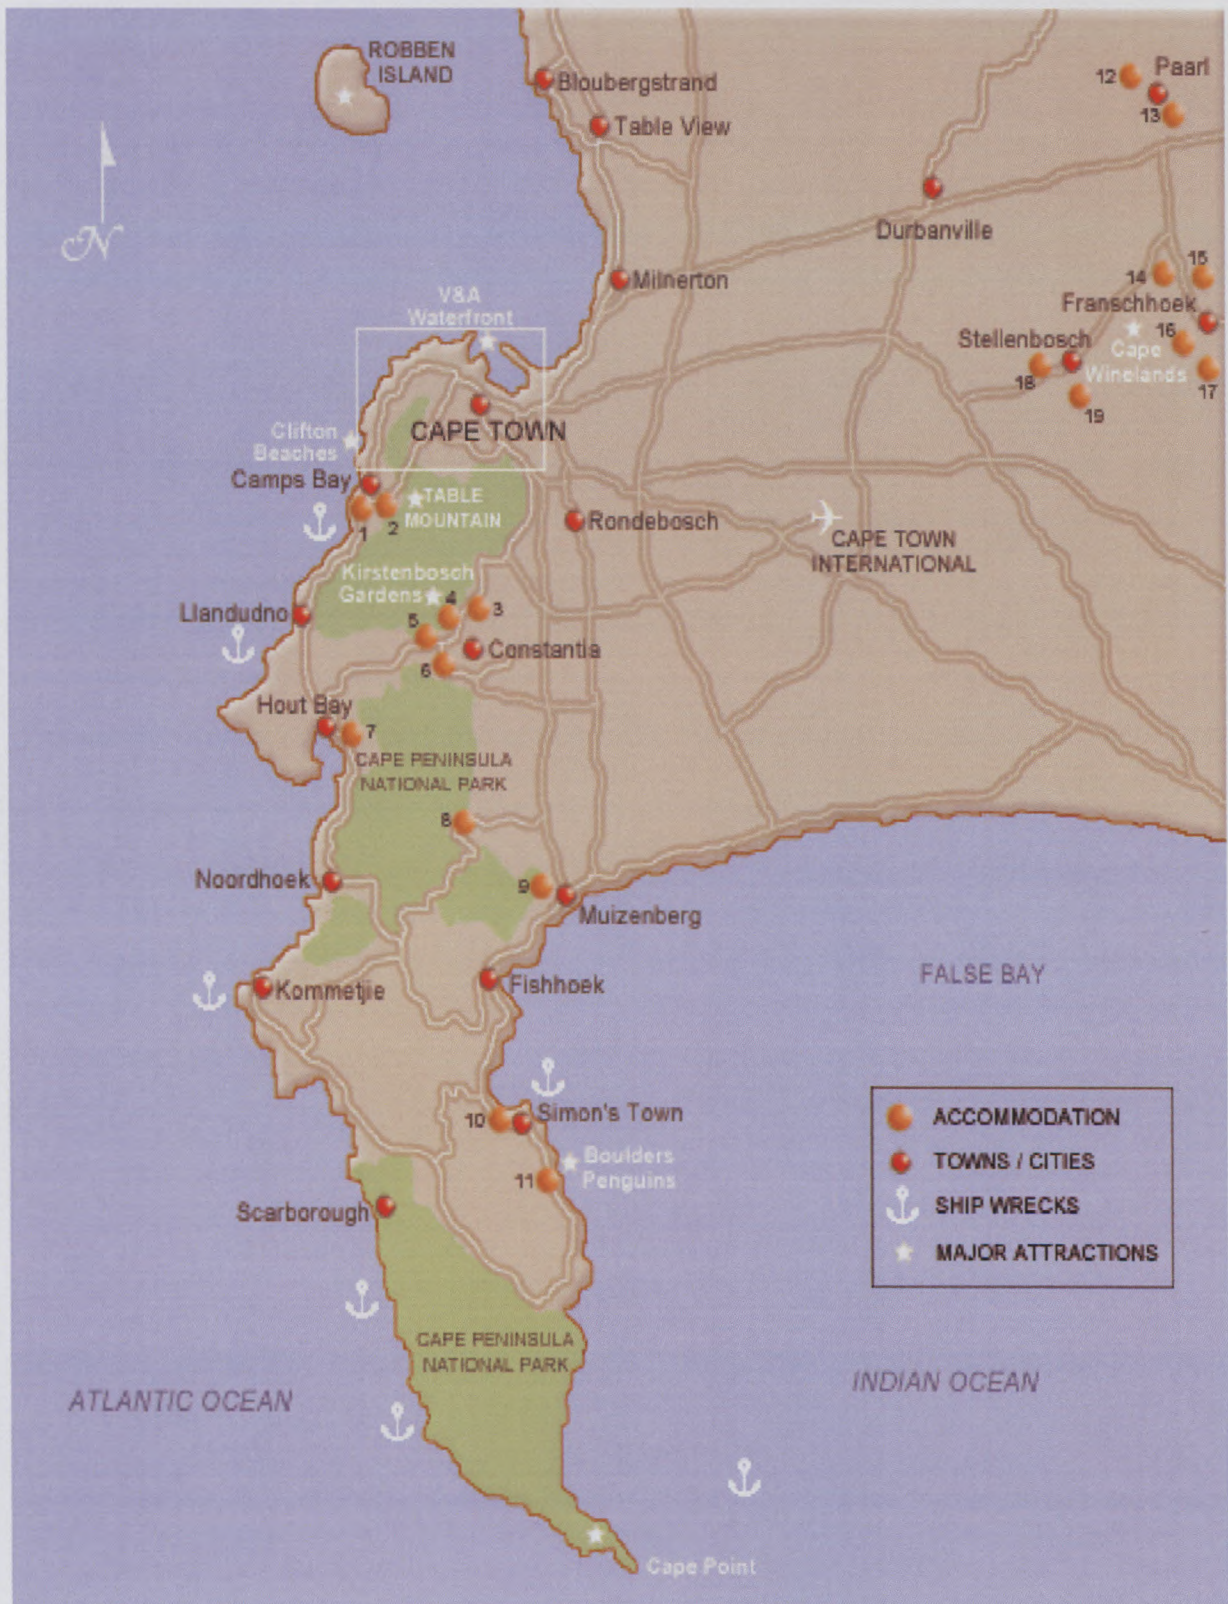 ROBBEN
ISLAND
Bloubergstrand
Table View
12
Paarl
13
N
Durbanville
Milnerton
V&A
Waterfront
14
15
Franschhoek
16
Stellenbosch
Cape
Winelands
17
18
19
Clifton
Beaches
CAPE TOWN
Camps Bay
1
2
TABLE
MOUNTAIN
Rondebosch
CAPE TOWN
INTERNATIONAL
Kirstenbosch
Gardens
4
3
Llandudno
5
Constantia
6
Hout Bay
7
CAPE PENINSULA
NATIONAL PARK
8
Noordhoek
9
Muizenberg
Kommetjie
Fishhoek
FALSE BAY
10
Simon's Town
Boulders
Penguins
11
Scarborough
ACCOMMODATION
TOWNS / CITIES
SHIP WRECKS
MAJOR ATTRACTIONS
CAPE PENINSULA
NATIONAL PARK
ATLANTIC OCEAN
INDIAN OCEAN
Cape Point